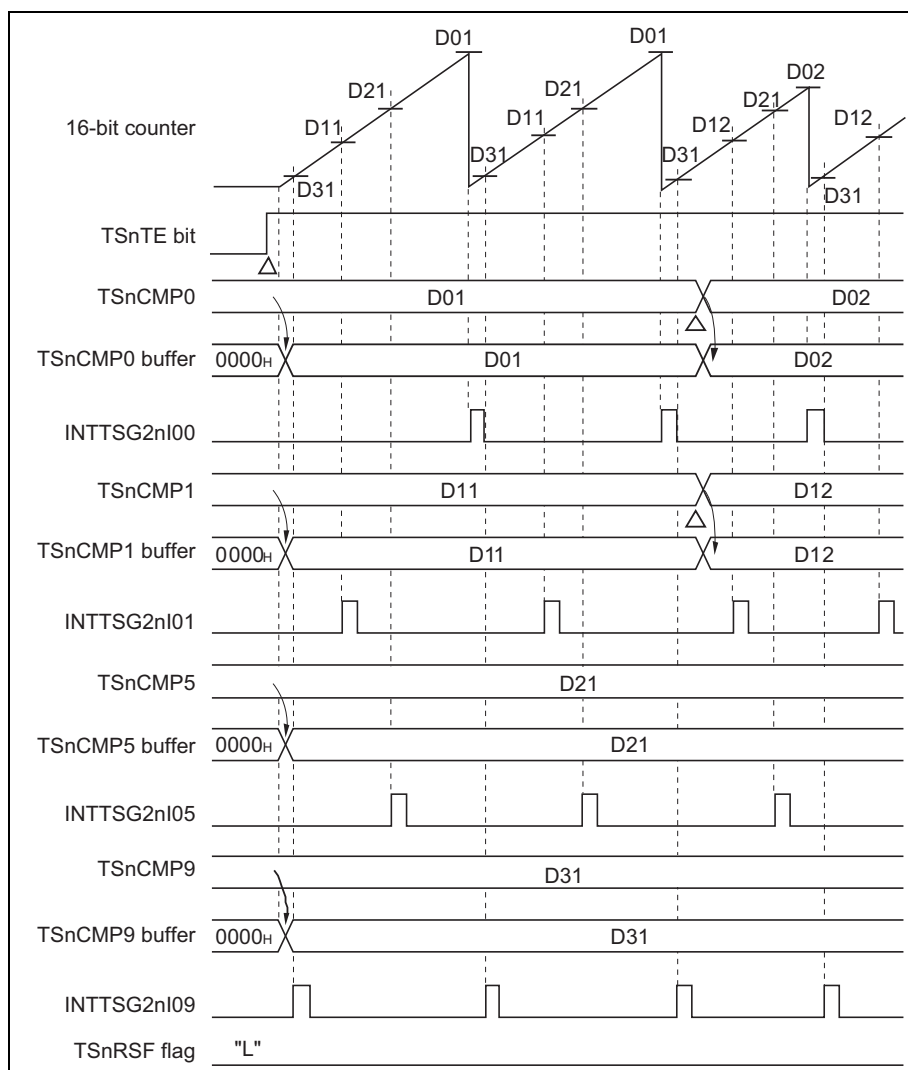 D01 D01
D02
D21 D21 D21
16-bit counter D11 D11 D12 D12
D31 D31 D31 D31
TSnTE bit
TSnCMP0 D01 D02
TSnCMP0 buffer 0000H D01 D02
INTTSG2nI00
TSnCMP1 D11 D12
TSnCMP1 buffer 0000H D11 D12
INTTSG2nI01
TSnCMP5 D21
TSnCMP5 buffer 0000H D21
INTTSG2nI05
TSnCMP9 D31
TSnCMP9 buffer 0000H D31
INTTSG2nI09
TSnRSF flag "L"